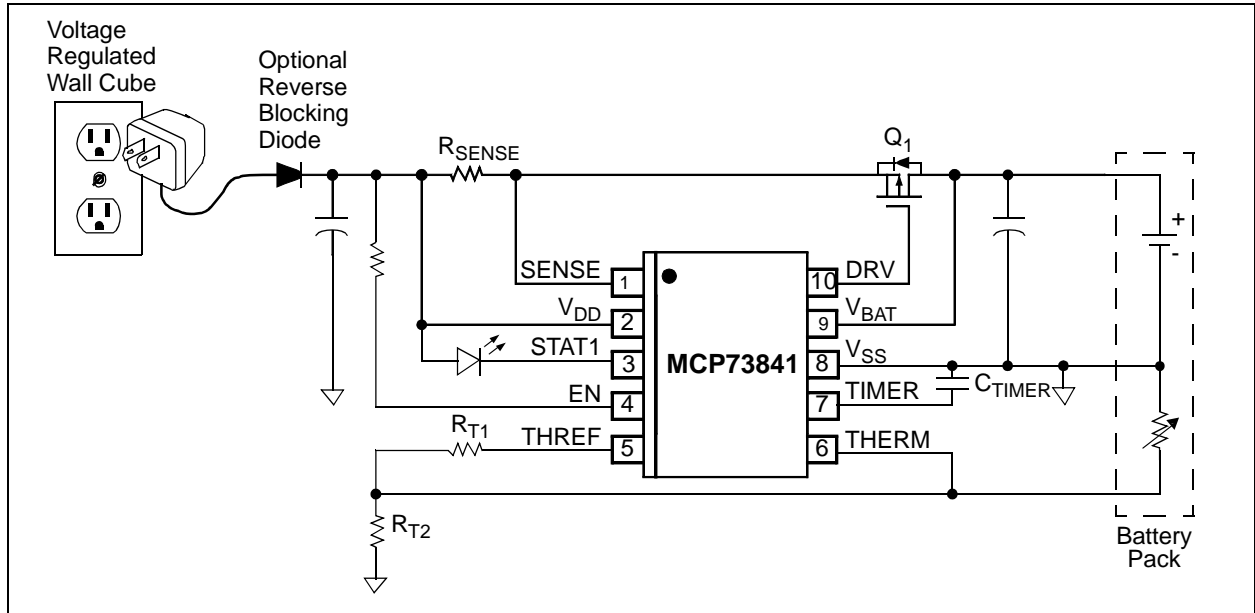 Voltage
Regulated
Wall Cube
Optional
Reverse
Blocking
Diode
RSENSE
Q1
SENSE
1
VDD
2
STAT1
3
EN
4
RT1
THREF
5
MCP73841
10
DRV
9
VBAT
8
VSS
7
TIMER
CTIMER
6
THERM
+
-
RT2
Battery
Pack